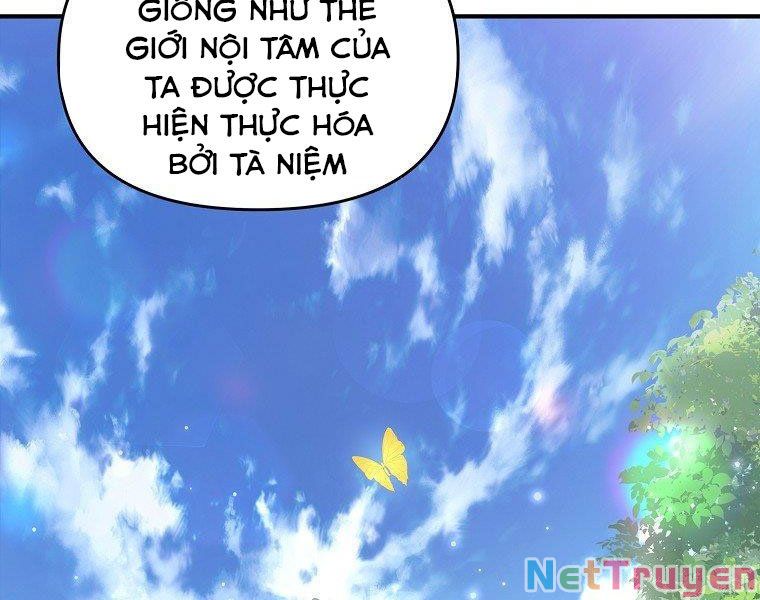 GIỐNG NHƯ THẾ
GIỚI NỘI TÂM CỦA
TA ĐƯỢC THỰC
HIỆN THỰC HÓA
BỞI TÀ NIỆM
NetTruyen